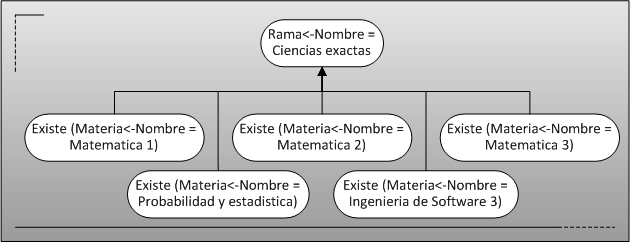 Rama<-Nombre =
Ciencias exactas
Existe (Materia<-Nombre =
Matematica 1)
Existe (Materia<-Nombre =
Matematica 2)
Existe (Materia<-Nombre =
Matematica 3)
Existe (Materia<-Nombre =
Probabilidad y estadistica)
Existe (Materia<-Nombre =
Ingenieria de Software 3)